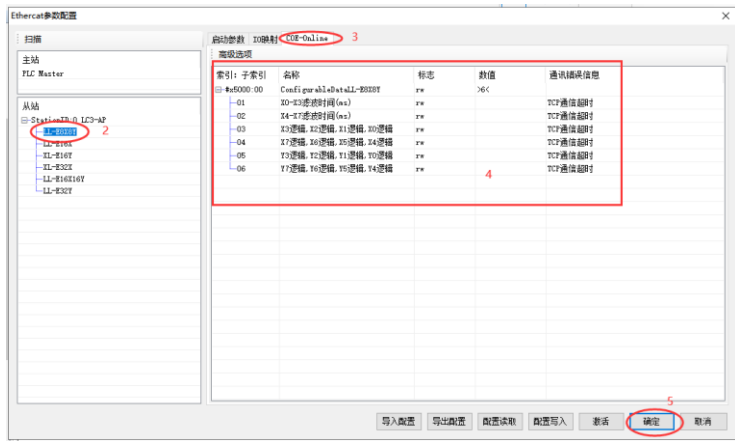 Ethercat参数配置
扫描
主站
PLC Master
从站
StationID:0 LC3-AP
LL-E8X8Y
2
LL-E16X
XL-E16Y
XL-E32X
LL-E16X16Y
LL-E32Y
启动参数 IO映射 COE-Online 3
高级选项
索引: 子索引 名称 标志 数值 通讯错误信息
#x5000:00 ConfigurableDataLL-E8X8Y rw >6<
01 X0-X3滤波时间(ms) rw TCP通信超时
02 X4-X7滤波时间(ms) rw TCP通信超时
03 X3逻辑,X2逻辑,X1逻辑,X0逻辑 rw TCP通信超时
04 X7逻辑,X6逻辑,X5逻辑,X4逻辑 rw TCP通信超时
05 Y3逻辑,Y2逻辑,Y1逻辑,Y0逻辑 rw TCP通信超时
06 Y7逻辑,Y6逻辑,Y5逻辑,Y4逻辑 rw TCP通信超时
4
5
导入配置 导出配置 配置读取 配置写入 激活 确定 取消